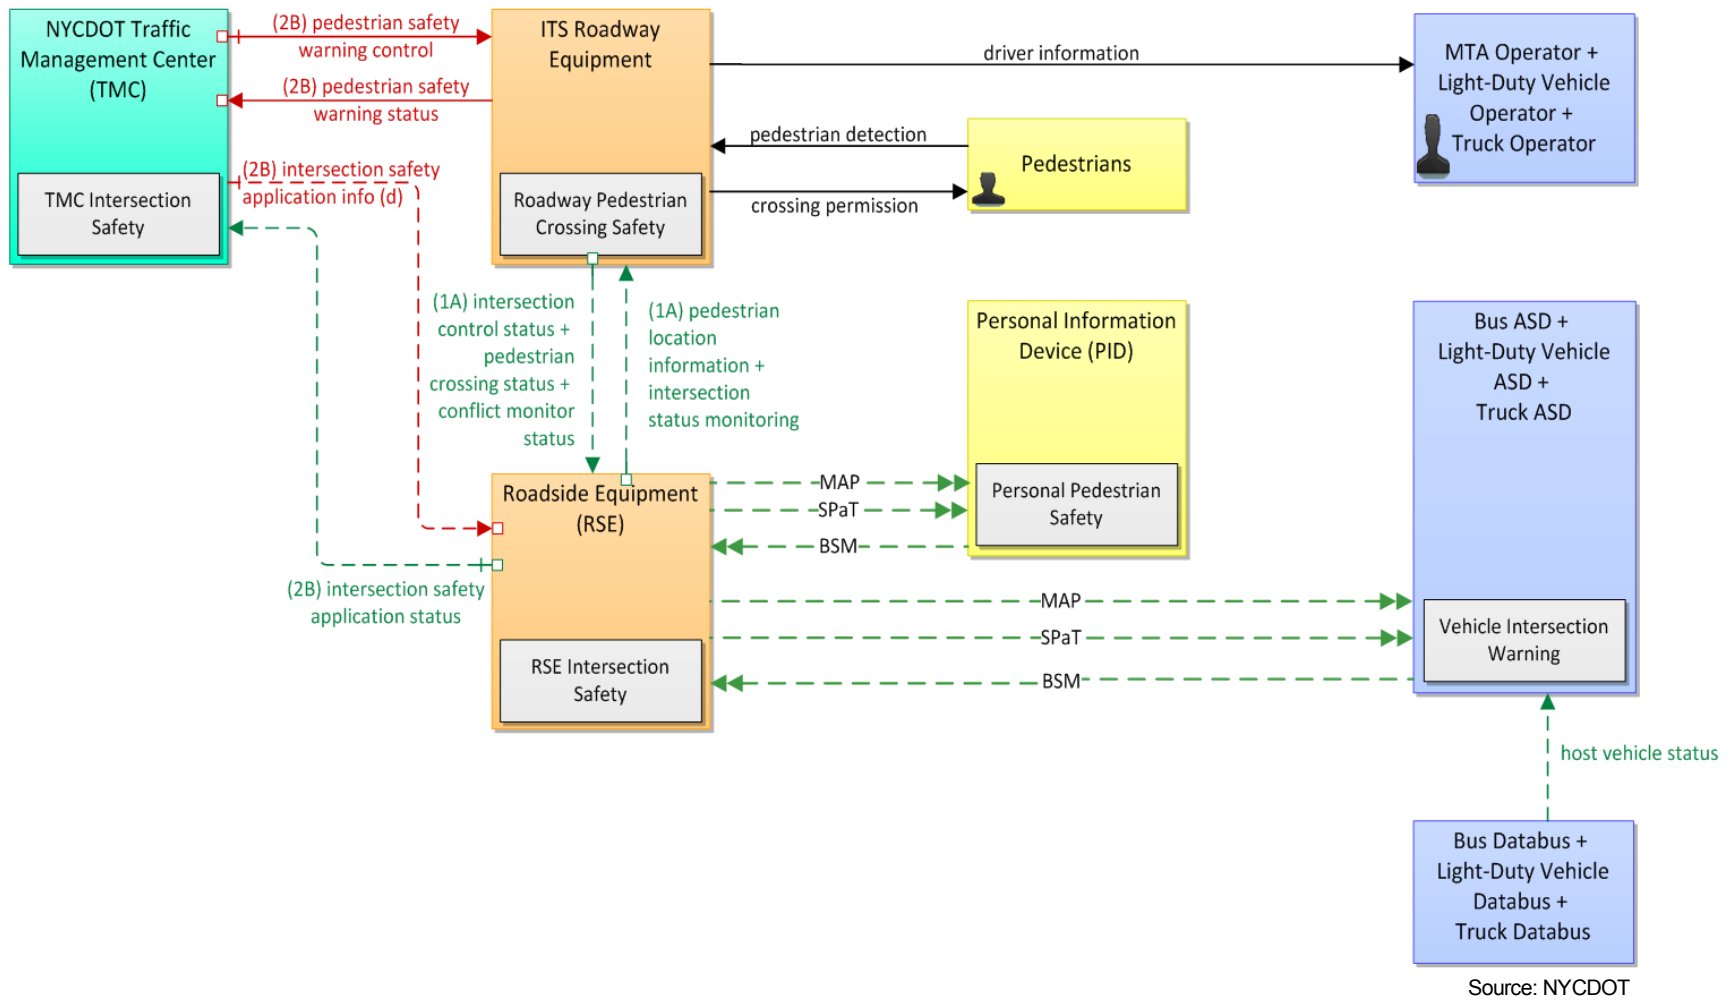 NYCDOT Traffic
Management Center
(TMC)
TMC Intersection
Safety
(2B) pedestrian safety
warning control
(2B) pedestrian safety
warning status
(2B) intersection safety
application info (d)
ITS Roadway
Equipment
Roadway Pedestrian
Crossing Safety
driver information
pedestrian detection
crossing permission
Pedestrians
MTA Operator +
Light-Duty Vehicle
Operator +
Truck Operator
(1A) intersection
control status +
pedestrian
crossing status +
conflict monitor
status
(1A) pedestrian
location
information +
intersection
status monitoring
Personal Information
Device (PID)
Personal Pedestrian
Safety
Bus ASD +
Light-Duty Vehicle
ASD +
Truck ASD
Vehicle Intersection
Warning
Roadside Equipment
(RSE)
RSE Intersection
Safety
MAP
SPaT
BSM
MAP
SPaT
BSM
(2B) intersection safety
application status
host vehicle status
Bus Databus +
Light-Duty Vehicle
Databus +
Truck Databus
Source: NYCDOT